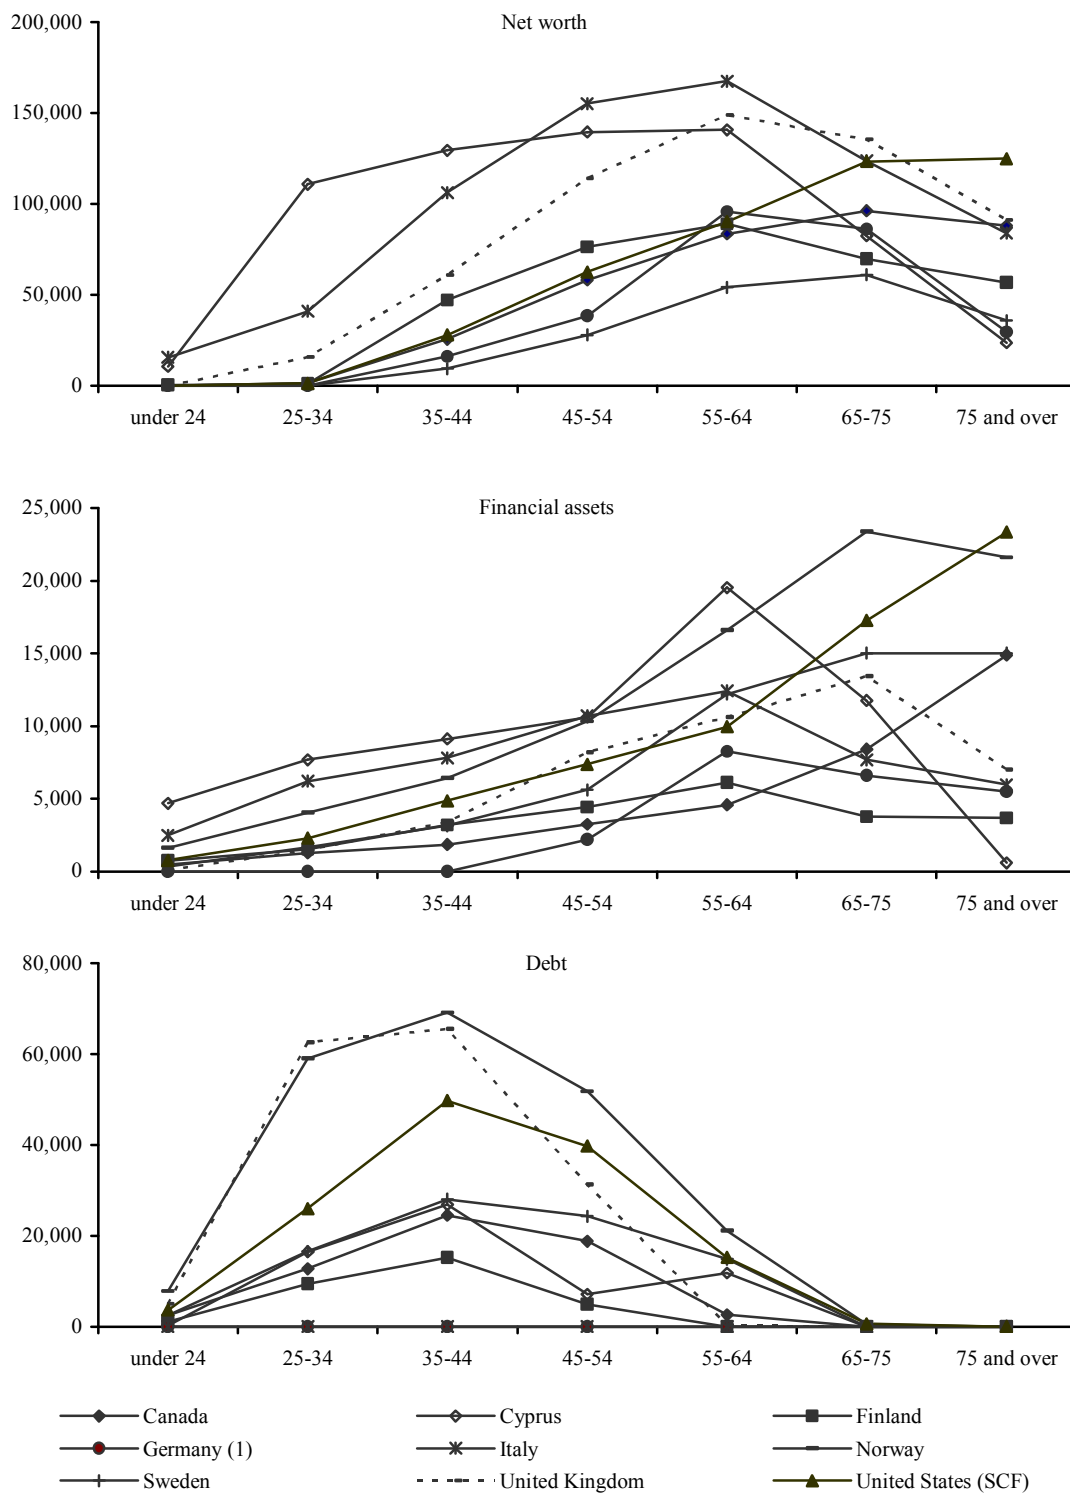 Net worth
200,000
150,000
100,000
50,000
0
under 24 25-34 35-44 45-54 55-64 65-75 75 and over
Financial assets
25,000
20,000
15,000
10,000
5,000
0
under 24 25-34 35-44 45-54 55-64 65-75 75 and over
Debt
80,000
60,000
40,000
20,000
0
under 24 25-34 35-44 45-54 55-64 65-75 75 and over
Canada Cyprus Finland
Germany (1) Italy Norway
Sweden United Kingdom United States (SCF)